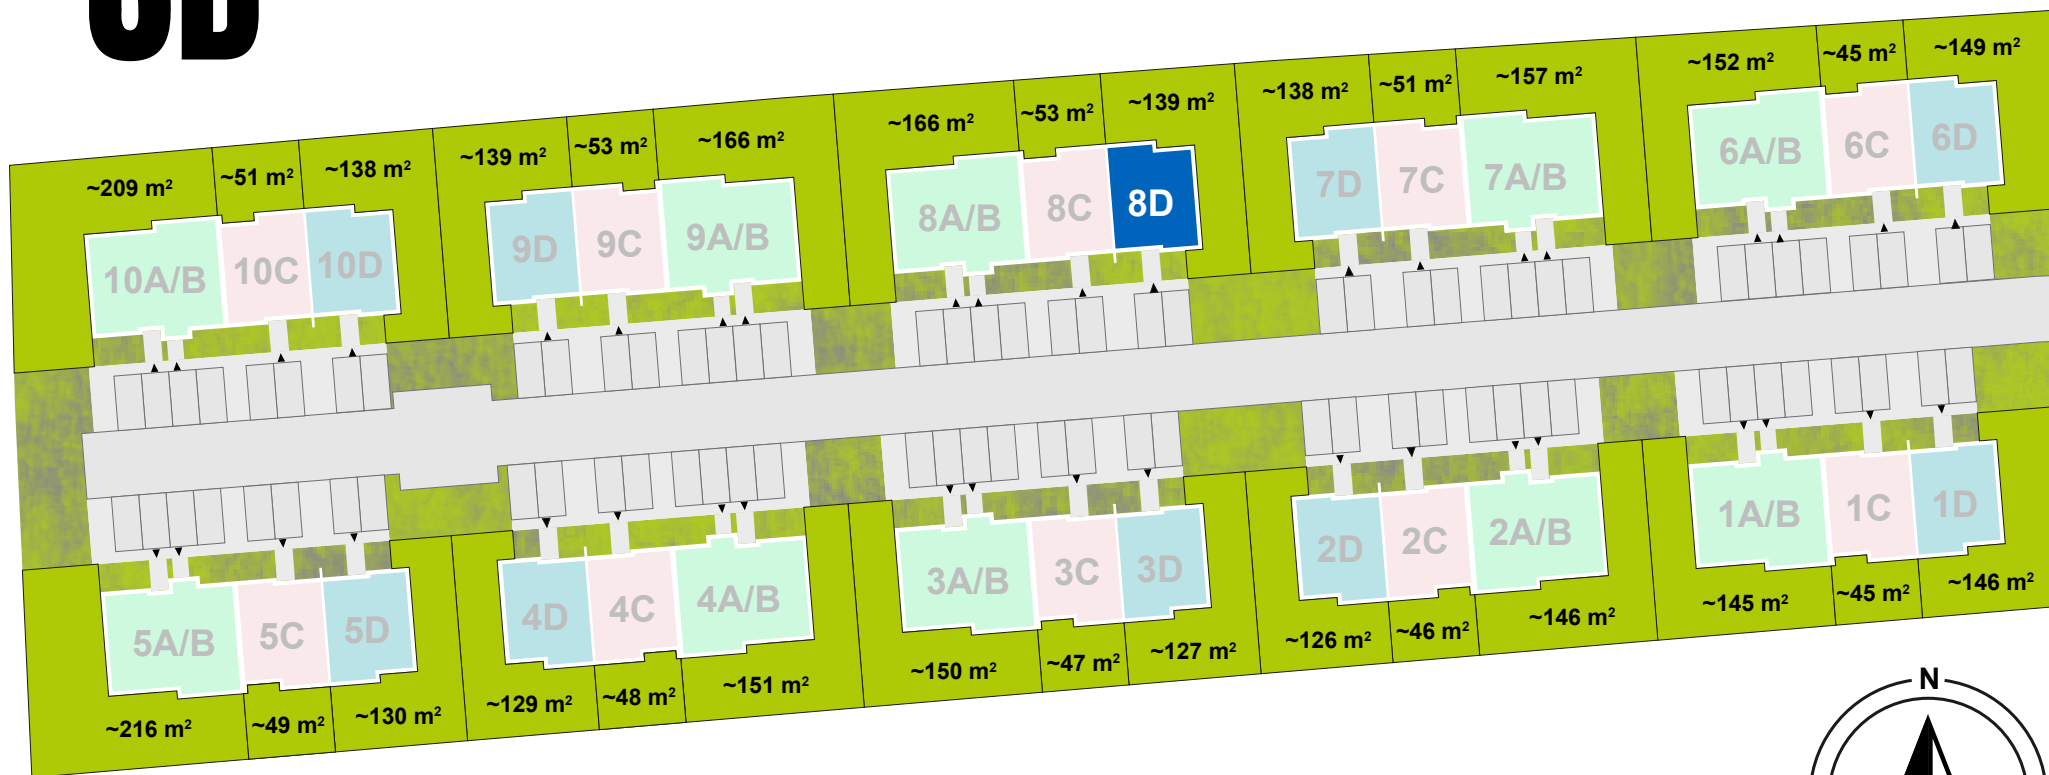 ~209 m²
~51 m²
~138 m²
~139 m²
~53 m²
~166 m²
~166 m²
~53 m²
~139 m²
~138 m²
~51 m²
~157 m²
~152 m²
~45 m²
~149 m²
10A/B
10C
10D
9D
9C
9A/B
8A/B
8C
8D
7D
7C
7A/B
6A/B
6C
6D
5A/B
5C
5D
4D
4C
4A/B
3A/B
3C
3D
2D
2C
2A/B
1A/B
1C
1D
~216 m²
~49 m²
~130 m²
~129 m²
~48 m²
~151 m²
~150 m²
~47 m²
~127 m²
~126 m²
~46 m²
~146 m²
~145 m²
~45 m²
~146 m²
N